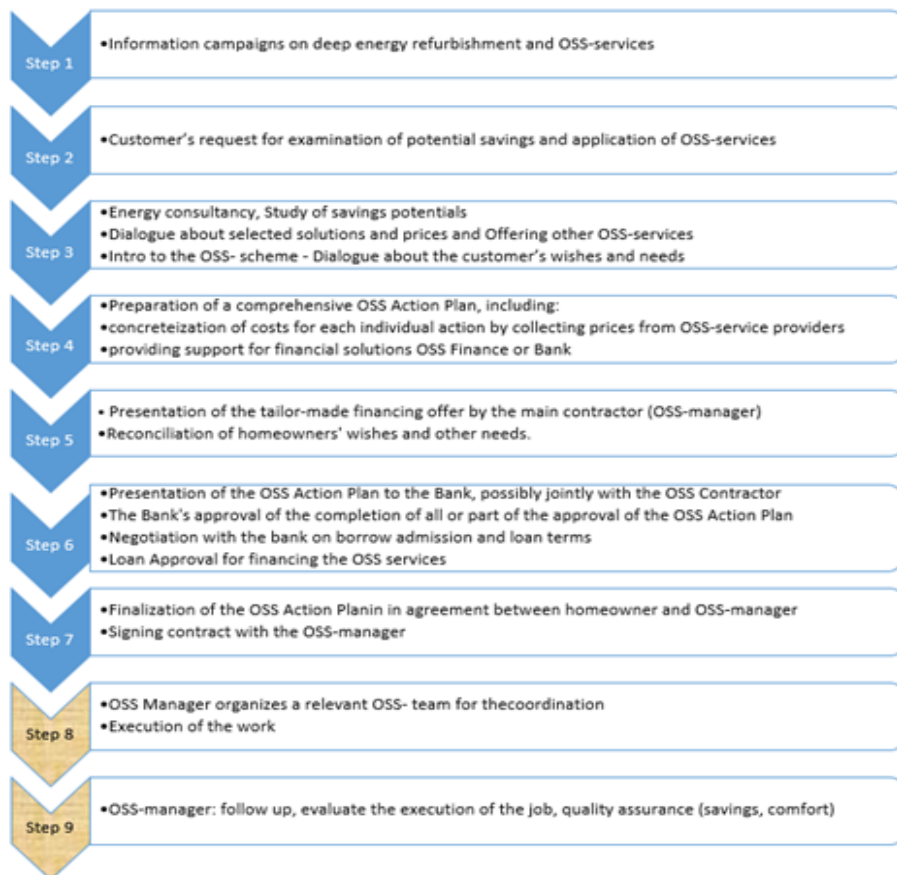 Step 1
•Information campaigns on deep energy refurbishment and OSS-services
Step 2
•Customer's request for examination of potential savings and application of OSS-services
Step 3
•Energy consultancy, Study of savings potentials
•Dialogue about selected solutions and prices and Offering other OSS-services
•Intro to the OSS- scheme - Dialogue about the customer's wishes and needs
Step 4
•Preparation of a comprehensive OSS Action Plan, including:
•concreteization of costs for each individual action by collecting prices from OSS-service providers
•providing support for financial solutions OSS Finance or Bank
Step 5
• Presentation of the tailor-made financing offer by the main contractor (OSS-manager)
•Reconciliation of homeowners' wishes and other needs.
Step 6
•Presentation of the OSS Action Plan to the Bank, possibly jointly with the OSS Contractor
•The Bank's approval of the completion of all or part of the approval of the OSS Action Plan
•Negotiation with the bank on borrow admission and loan terms
•Loan Approval for financing the OSS services
Step 7
•Finalization of the OSS Action Planin in agreement between homeowner and OSS-manager
•Signing contract with the OSS-manager
Step 8
•OSS Manager organizes a relevant OSS- team for thecoordination
•Execution of the work
Step 9
•OSS-manager: follow up, evaluate the execution of the job, quality assurance (savings, comfort)